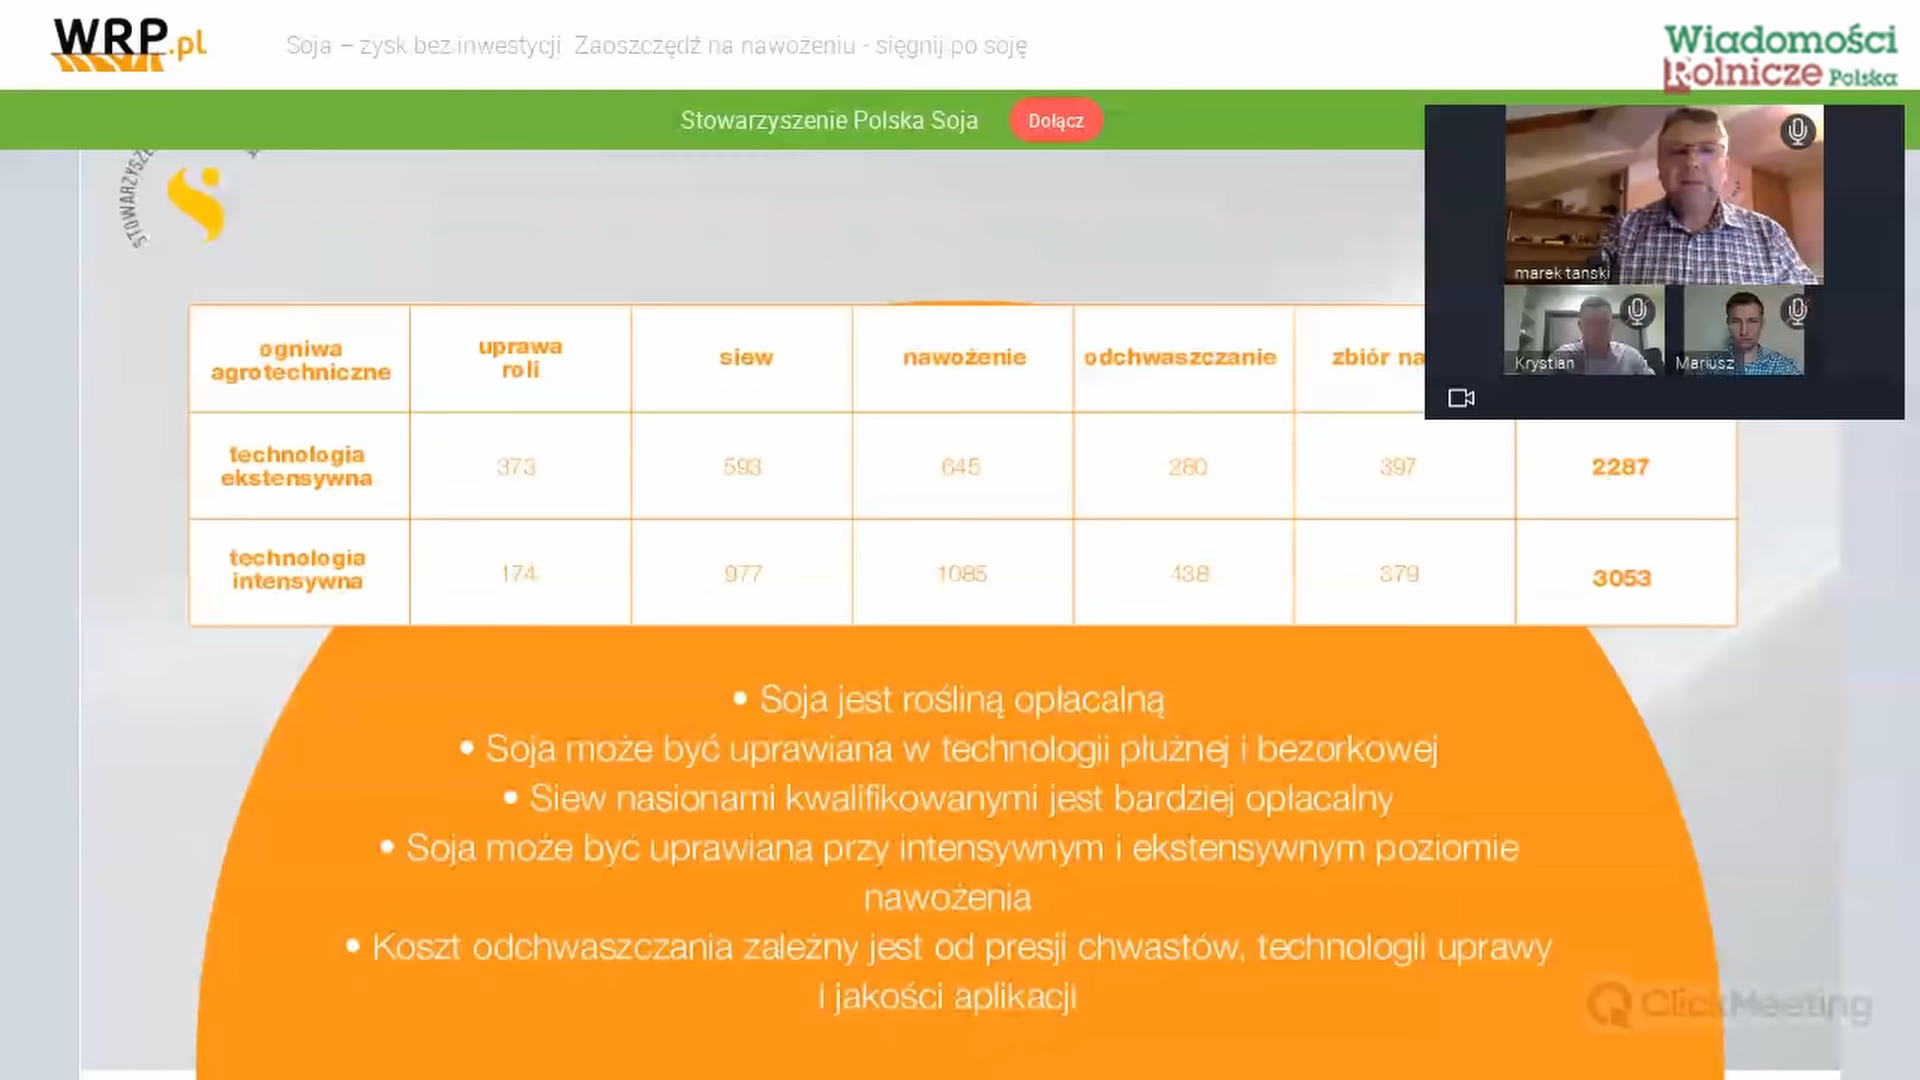 WRP.pl
Soja – zysk bez inwestycji Zaoszczędź na nawożeniu - sięgnij po soję
Wiadomości
Rolnicze Polska
Stowarzyszenie Polska Soja
Dołącz
marek tanski
Krystian
Mariusz
ogniwa
agrotechniczne
uprawa
roli
siew
nawożenie
odchwaszczanie
zbiór
technologia
ekstensywna
373
593
645
280
397
2287
technologia
intensywna
174
977
1085
438
379
3053
• Soja jest rośliną opłacalną
• Soja może być uprawiana w technologii płużnej i bezorkowej
• Siew nasionami kwalifikowanymi jest bardziej opłacalny
• Soja może być uprawiana przy intensywnym i ekstensywnym poziomie
nawożenia
• Koszt odchwaszczania zależny jest od presji chwastów, technologii uprawy
i jakości aplikacji
ClickMeeting